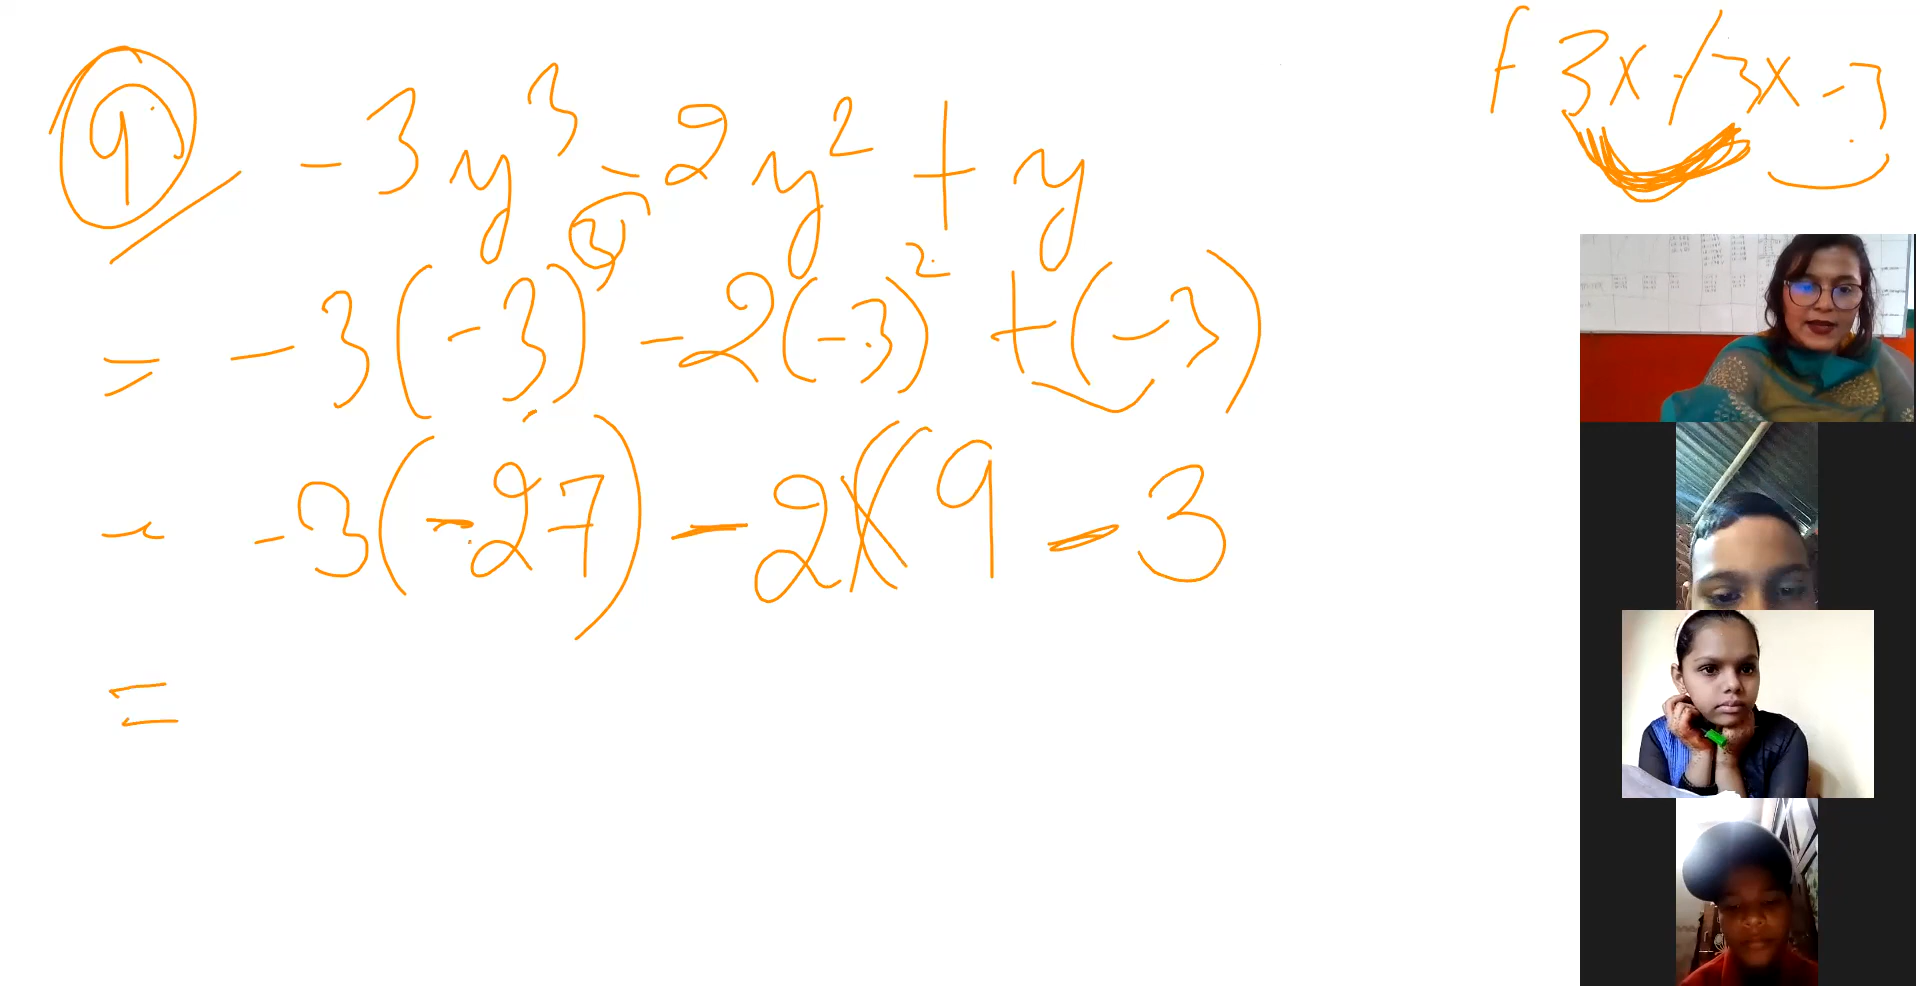 9 -3y³ - 2y² + y
= -3(-3)³ - 2(-3)² + (-3)
= -3(-27) - 2×(9 - 3
=
3x-/3x-3